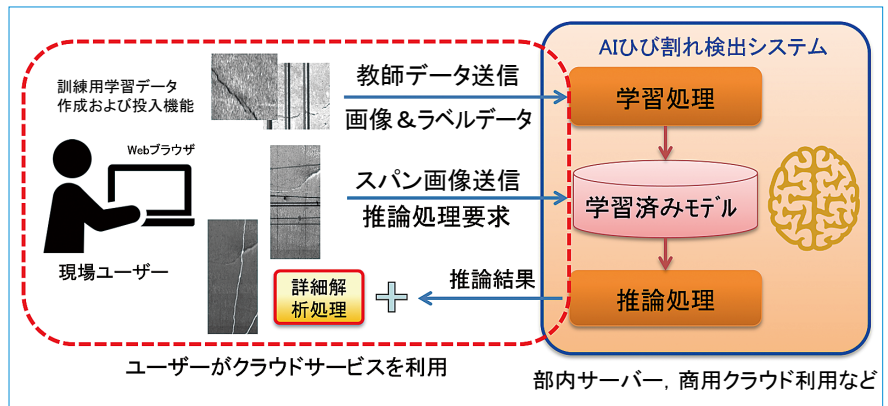 AIひび割れ検出システム
訓練用学習データ
作成および投入機能
教師データ送信
画像＆ラベルデータ
学習処理
Webブラウザ
スパン画像送信
推論処理要求
学習済みﾓﾃﾞﾙ
現場ユーザー
詳細解
析処理
＋
推論結果
推論処理
ユーザーがクラウドサービスを利用
部内サーバー，商用クラウド利用など